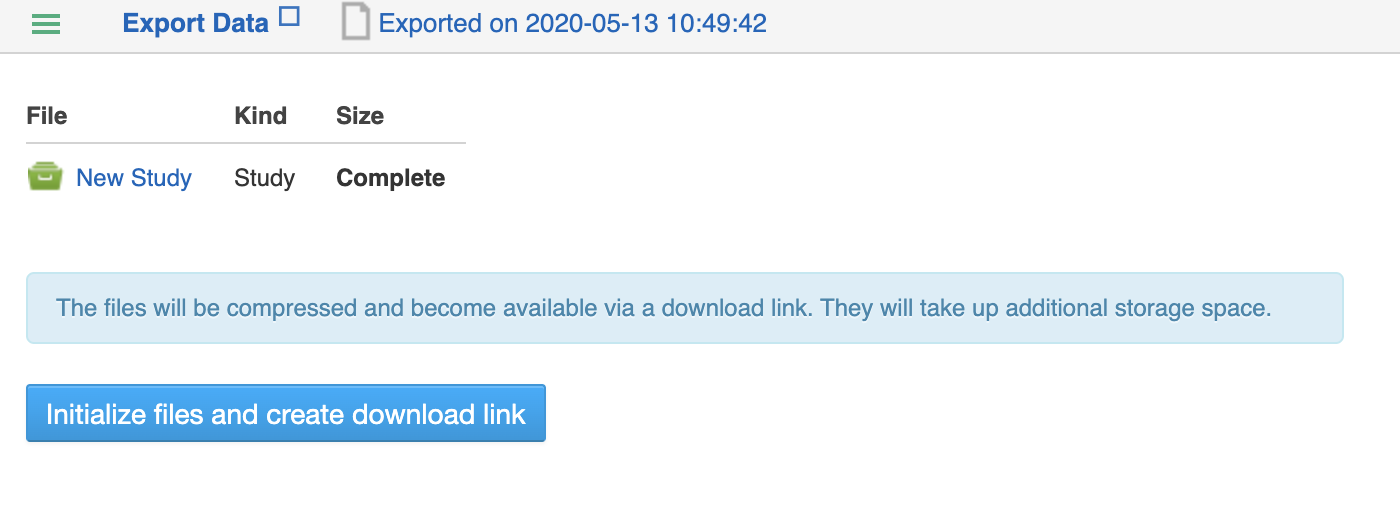 Export Data Exported on 2020-05-13 10:49:42
File Kind Size
New Study Study Complete
The files will be compressed and become available via a download link. They will take up additional storage space.
Initialize files and create download link